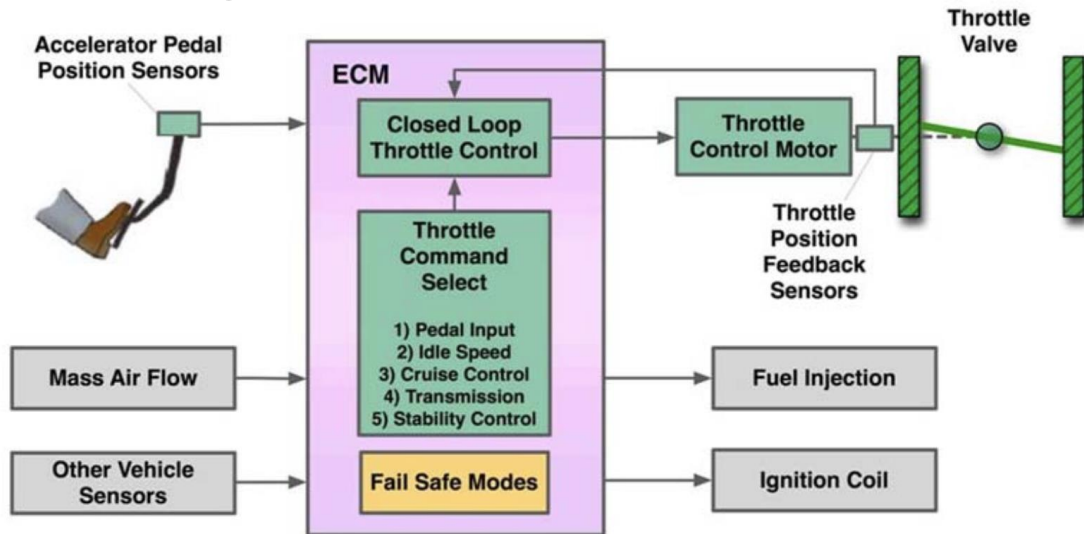 Accelerator Pedal
Position Sensors
ECM
Closed Loop
Throttle Control
Throttle
Control Motor
Throttle
Valve
Throttle
Position
Feedback
Sensors
Throttle
Command
Select
1) Pedal Input
2) Idle Speed
3) Cruise Control
4) Transmission
5) Stability Control
Mass Air Flow
Fuel Injection
Other Vehicle
Sensors
Fail Safe Modes
Ignition Coil